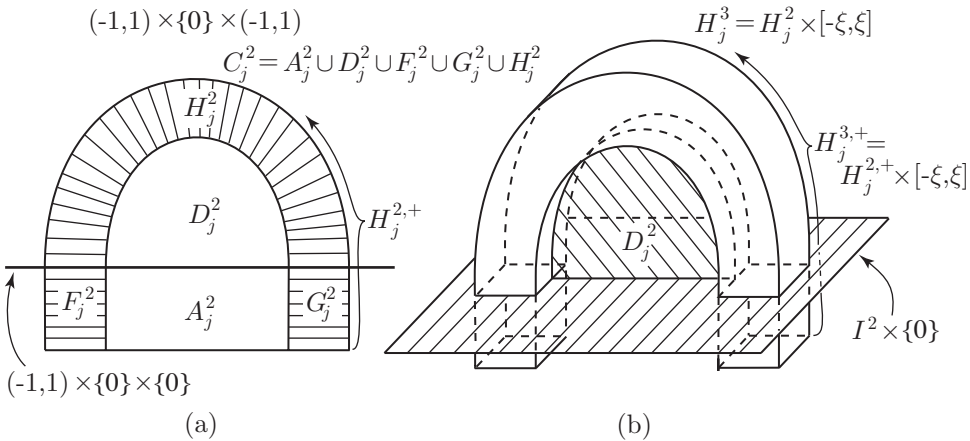 (-1,1)×{0}×(-1,1)
C_j^2=A_j^2∪D_j^2∪F_j^2∪G_j^2∪H_j^2
H_j^2
D_j^2
H_j^{2,+}
F_j^2
A_j^2
G_j^2
(-1,1)×{0}×{0}
(a)
H_j^3=H_j^2×[-ξ,ξ]
H_j^{3,+}=
H_j^{2,+}×[-ξ,ξ]
D_j^2
I^2×{0}
(b)